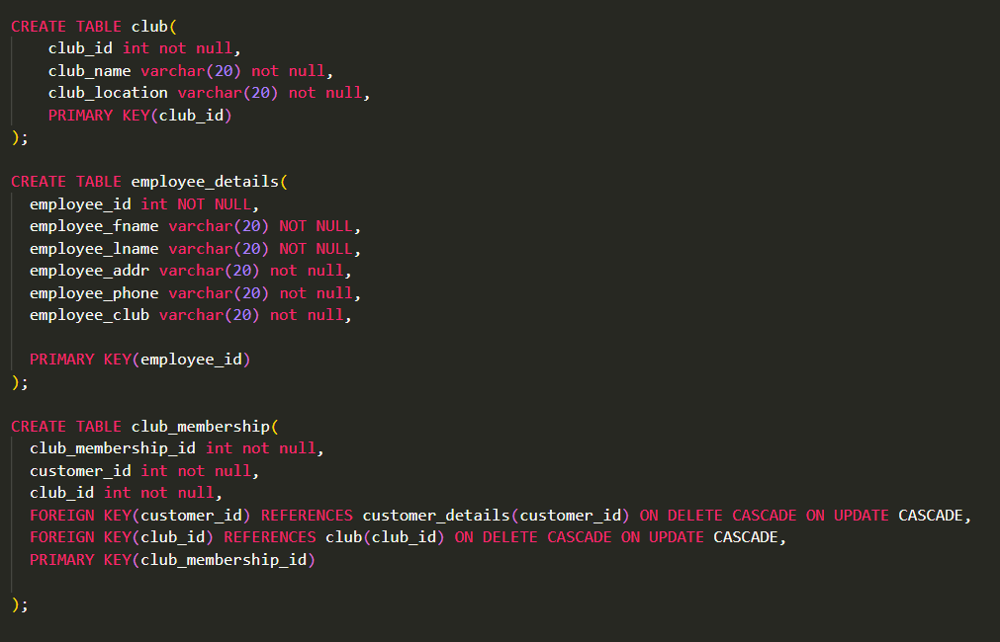 CREATE TABLE club(
    club_id int not null,
    club_name varchar(20) not null,
    club_location varchar(20) not null,
    PRIMARY KEY(club_id)
);
CREATE TABLE employee_details(
  employee_id int NOT NULL,
  employee_fname varchar(20) NOT NULL,
  employee_lname varchar(20) NOT NULL,
  employee_addr varchar(20) not null,
  employee_phone varchar(20) not null,
  employee_club varchar(20) not null,
  PRIMARY KEY(employee_id)
);
CREATE TABLE club_membership(
  club_membership_id int not null,
  customer_id int not null,
  club_id int not null,
  FOREIGN KEY(customer_id) REFERENCES customer_details(customer_id) ON DELETE CASCADE ON UPDATE CASCADE,
  FOREIGN KEY(club_id) REFERENCES club(club_id) ON DELETE CASCADE ON UPDATE CASCADE,
  PRIMARY KEY(club_membership_id)
);